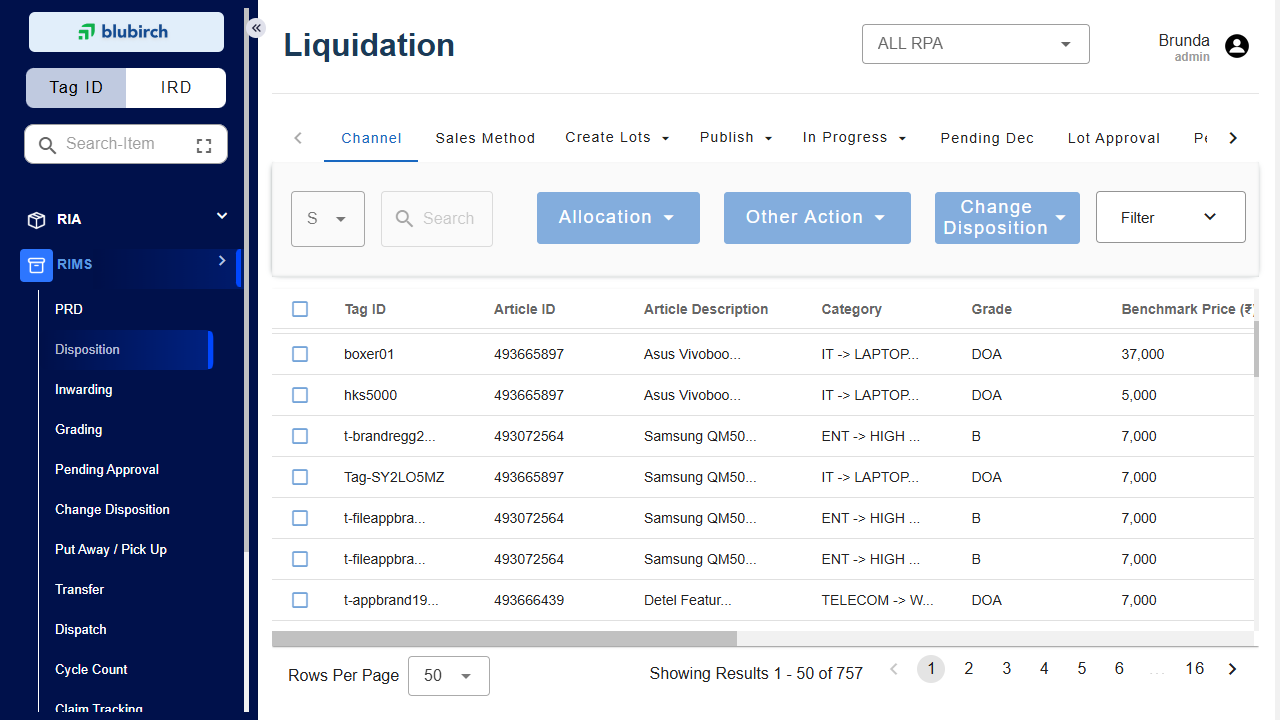 blubirch
Tag ID
IRD
Search-Item
RIA
RIMS
PRD
Disposition
Inwarding
Grading
Pending Approval
Change Disposition
Put Away / Pick Up
Transfer
Dispatch
Cycle Count
Claim Tracking
Liquidation
ALL RPA
Brunda
admin
Channel
Sales Method
Create Lots
Publish
In Progress
Pending Dec
Lot Approval
S
Search
Allocation
Other Action
Change
Disposition
Filter
Tag ID Article ID Article Description Category Grade Benchmark Price (₹)
boxer01 493665897 Asus Vivoboo... IT -> LAPTOP... DOA 37,000
hks5000 493665897 Asus Vivoboo... IT -> LAPTOP... DOA 5,000
t-brandregg2... 493072564 Samsung QM50... ENT -> HIGH ... B 7,000
Tag-SY2LO5MZ 493665897 Samsung QM50... IT -> LAPTOP... DOA 7,000
t-fileappbra... 493072564 Samsung QM50... ENT -> HIGH ... B 7,000
t-fileappbra... 493072564 Samsung QM50... ENT -> HIGH ... B 7,000
t-appbrand19... 493666439 Detel Featur... TELECOM -> W... DOA 7,000
Rows Per Page 50 Showing Results 1 - 50 of 757 1 2 3 4 5 6 ... 16